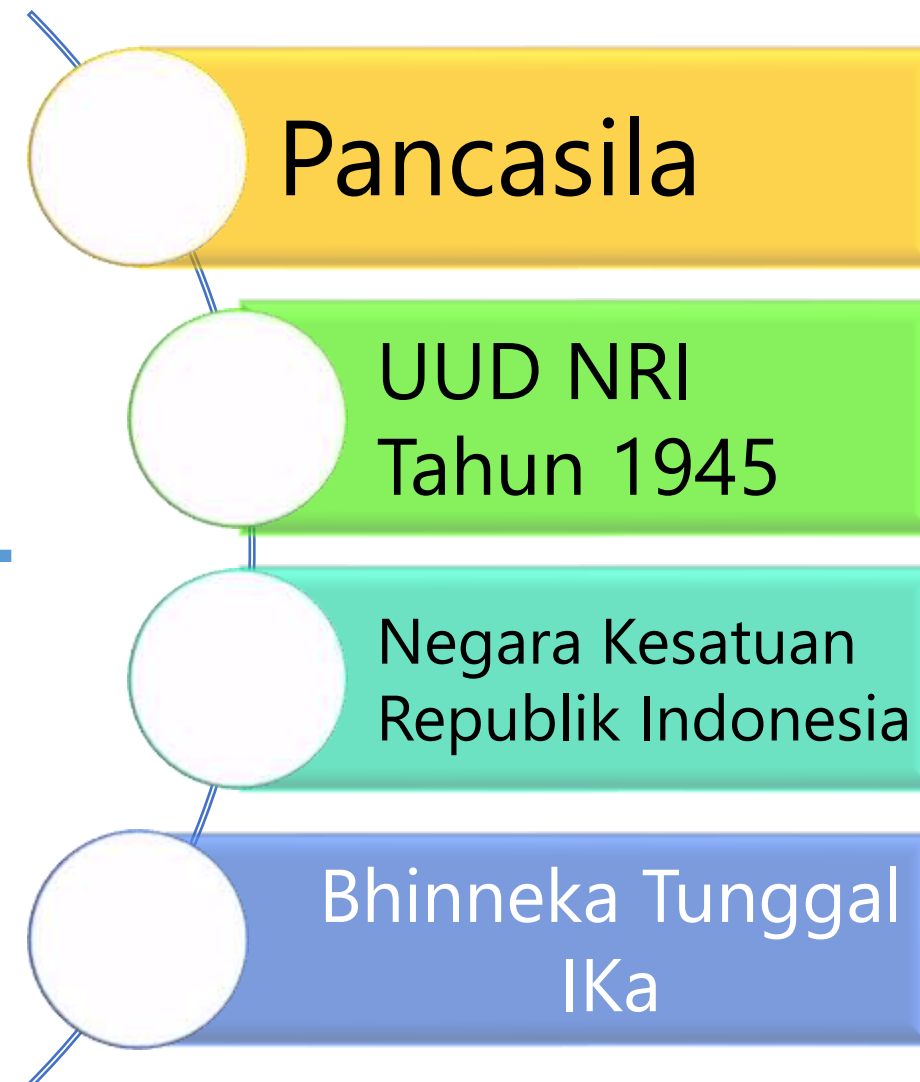 Pancasila
UUD NRI
Tahun 1945
Negara Kesatuan
Republik Indonesia
Bhinneka Tunggal
IKa